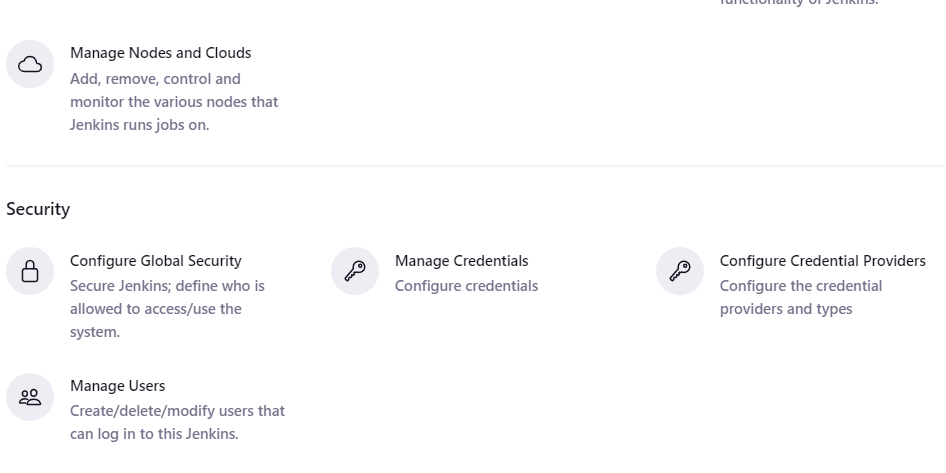 functionality of Jenkins.
Manage Nodes and Clouds
Add, remove, control and
monitor the various nodes that
Jenkins runs jobs on.
Security
Configure Global Security
Secure Jenkins; define who is
allowed to access/use the
system.
Manage Credentials
Configure credentials
Configure Credential Providers
Configure the credential
providers and types
Manage Users
Create/delete/modify users that
can log in to this Jenkins.